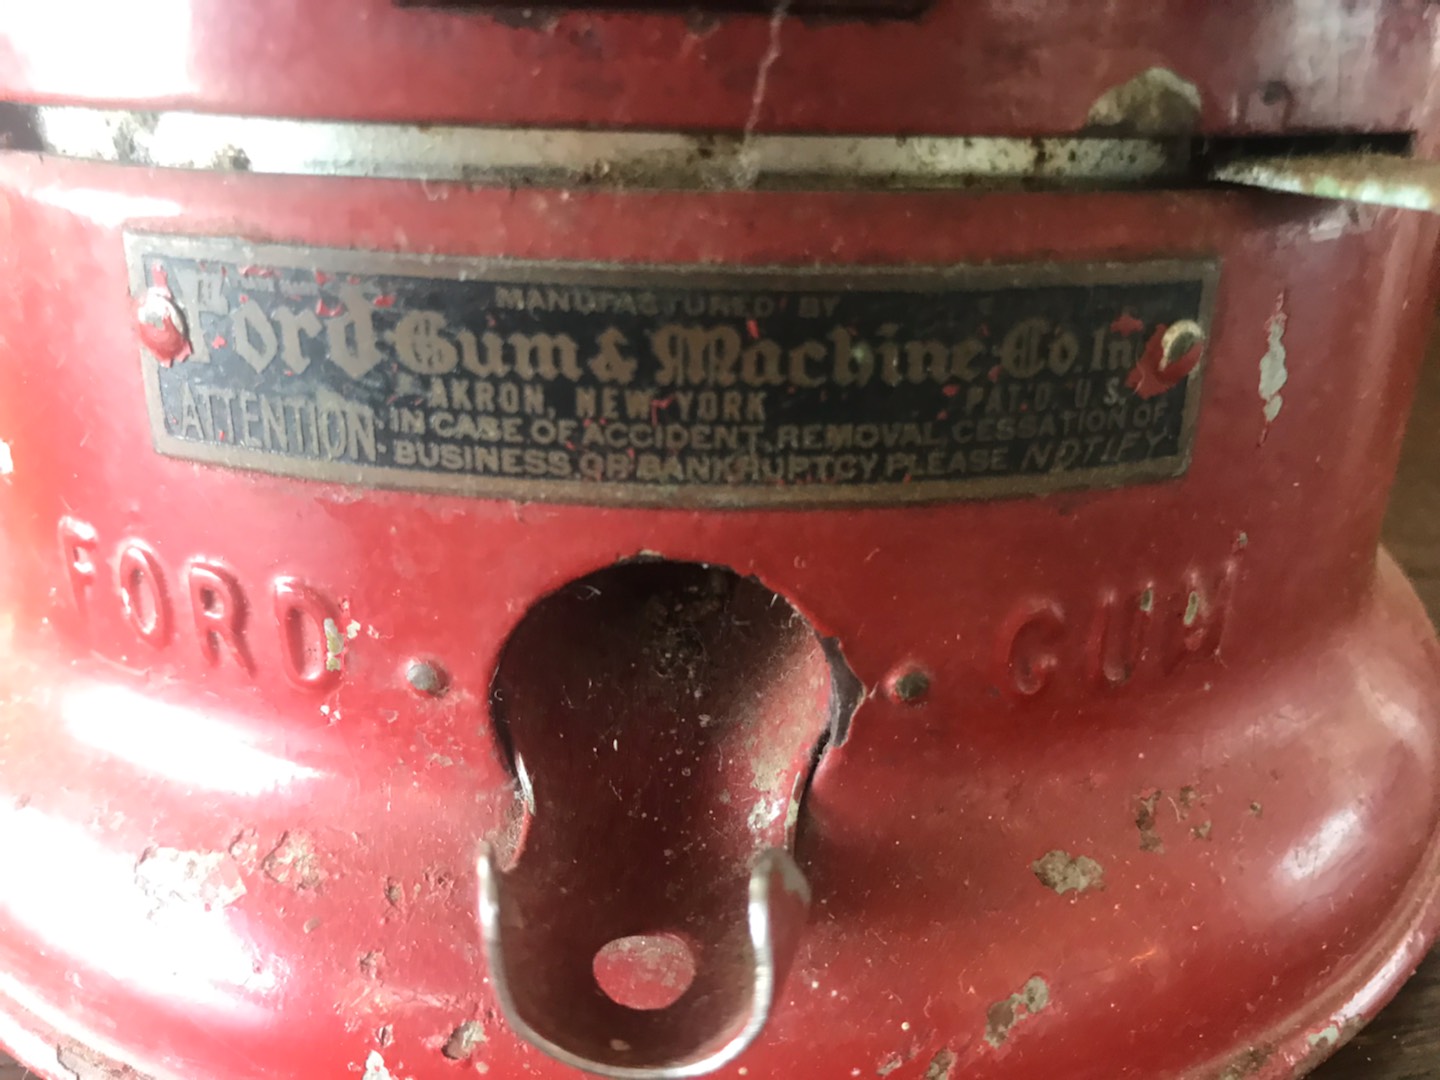 MANUFACTURED BY
Ford Gum & Machine Co. Inc
AKRON, NEW YORK PAT'D. U.S.
ATTENTION: IN CASE OF ACCIDENT, REMOVAL, CESSATION OF
BUSINESS OR BANKRUPTCY PLEASE NOTIFY
FORD GUM